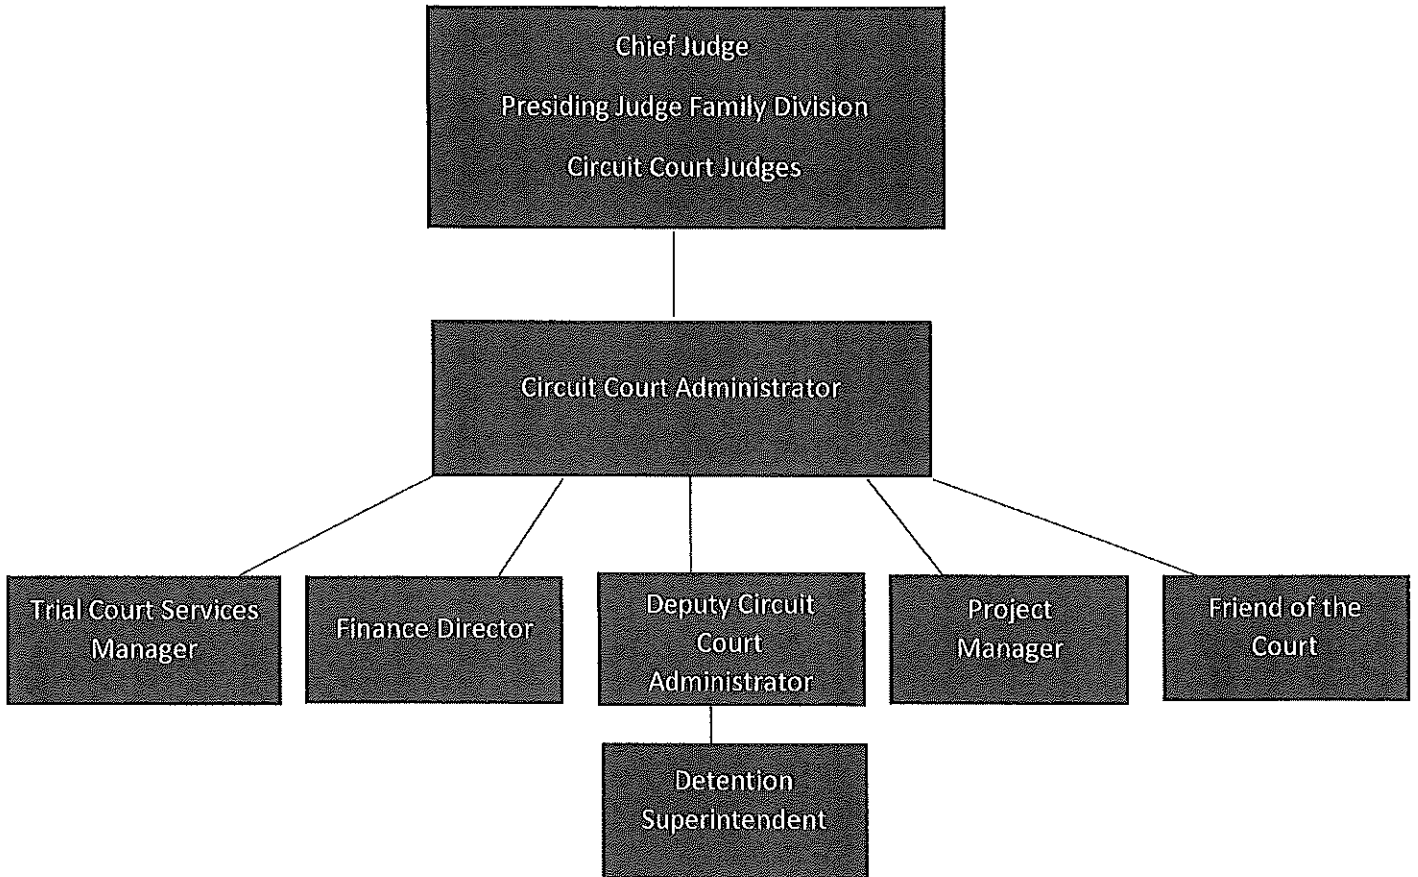 Chief Judge
Presiding Judge Family Division
Circuit Court Judges
Circuit Court Administrator
Trial Court Services
Manager
Finance Director
Deputy Circuit
Court
Administrator
Project
Manager
Friend of the
Court
Detention
Superintendent